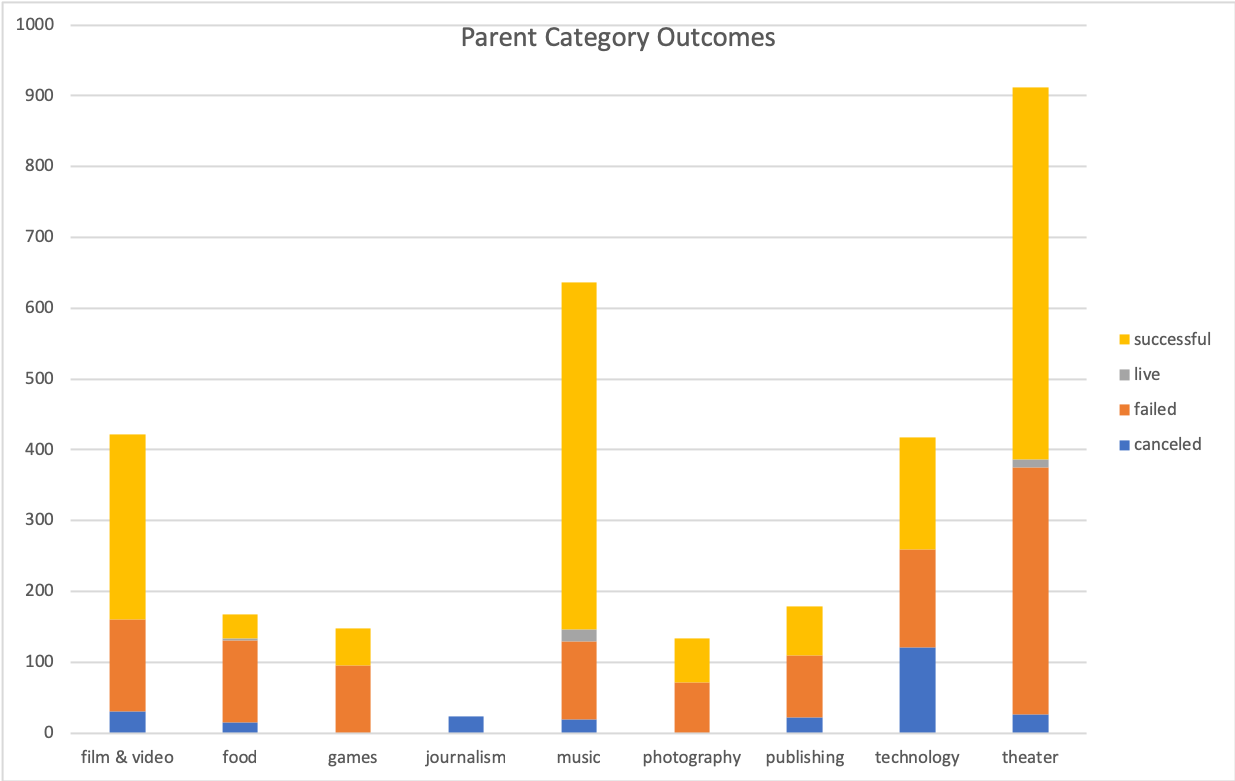 Parent Category Outcomes
1000
900
800
700
600
500
400
300
200
100
0
film & video food games journalism music photography publishing technology theater
successful
live
failed
canceled